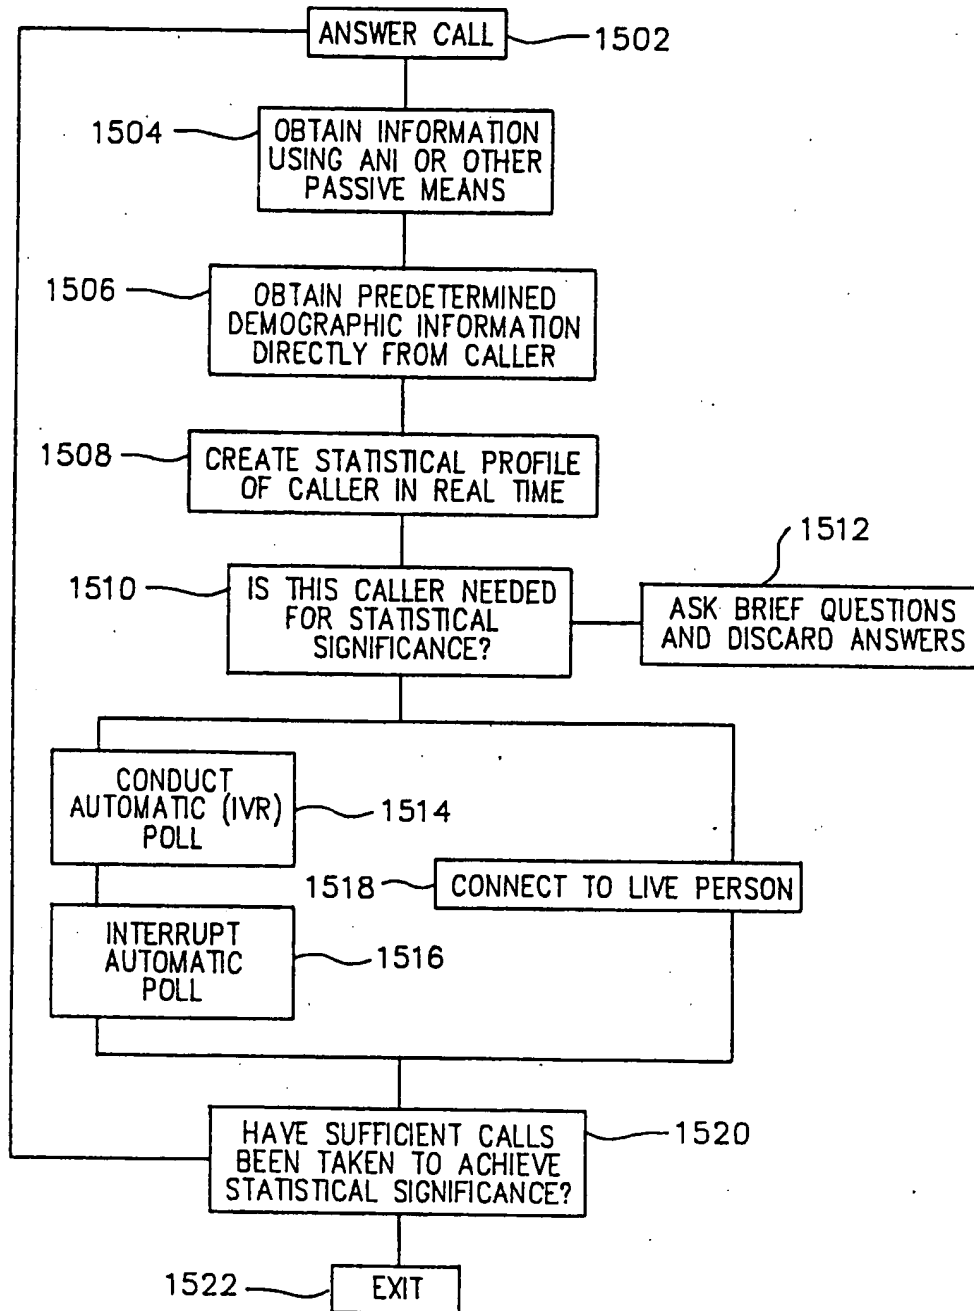 ANSWER CALL
1502
1504
OBTAIN INFORMATION
USING ANI OR OTHER
PASSIVE MEANS
1506
OBTAIN PREDETERMINED
DEMOGRAPHIC INFORMATION
DIRECTLY FROM CALLER
1508
CREATE STATISTICAL PROFILE
OF CALLER IN REAL TIME
1510
IS THIS CALLER NEEDED
FOR STATISTICAL
SIGNIFICANCE?
1512
ASK BRIEF QUESTIONS
AND DISCARD ANSWERS
CONDUCT
AUTOMATIC (IVR)
POLL
1514
INTERRUPT
AUTOMATIC
POLL
1516
1518
CONNECT TO LIVE PERSON
HAVE SUFFICIENT CALLS
BEEN TAKEN TO ACHIEVE
STATISTICAL SIGNIFICANCE?
1520
1522
EXIT